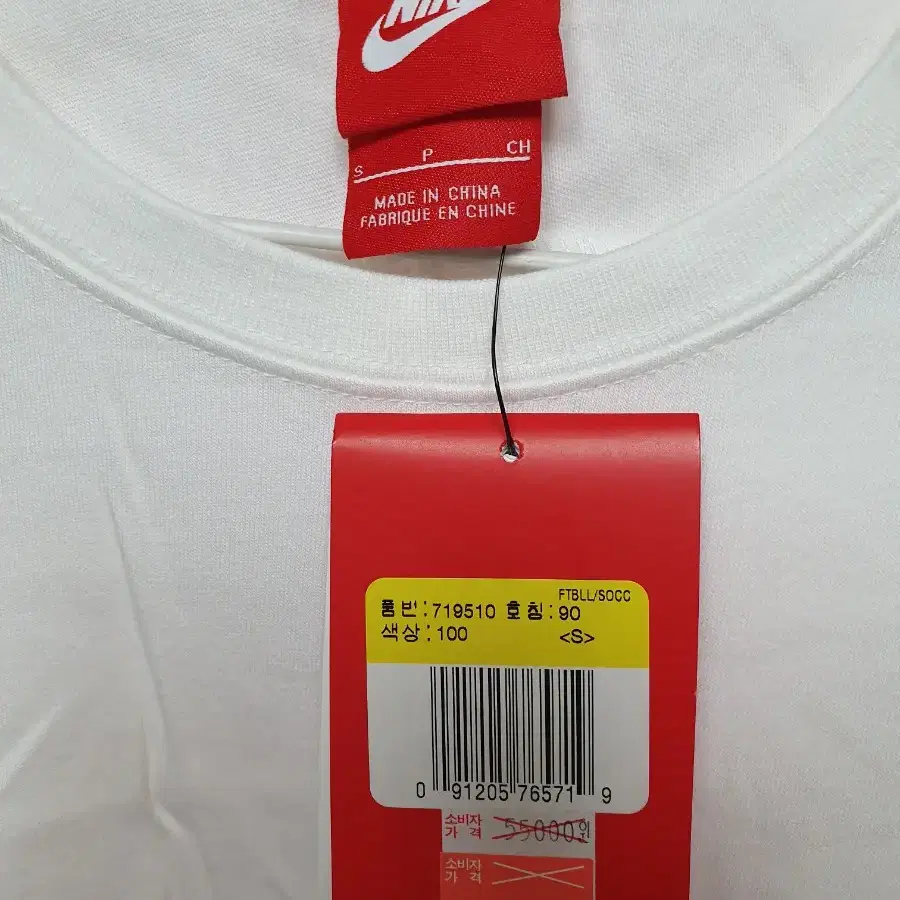 NIKE
S P CH
MADE IN CHINA
FABRIQUE EN CHINE
FTBLL/SOCC
품번:719510 호칭:90
색상:100 <S>
0 91205 76571 9
소비자
가 격 55000원
소비자
가 격